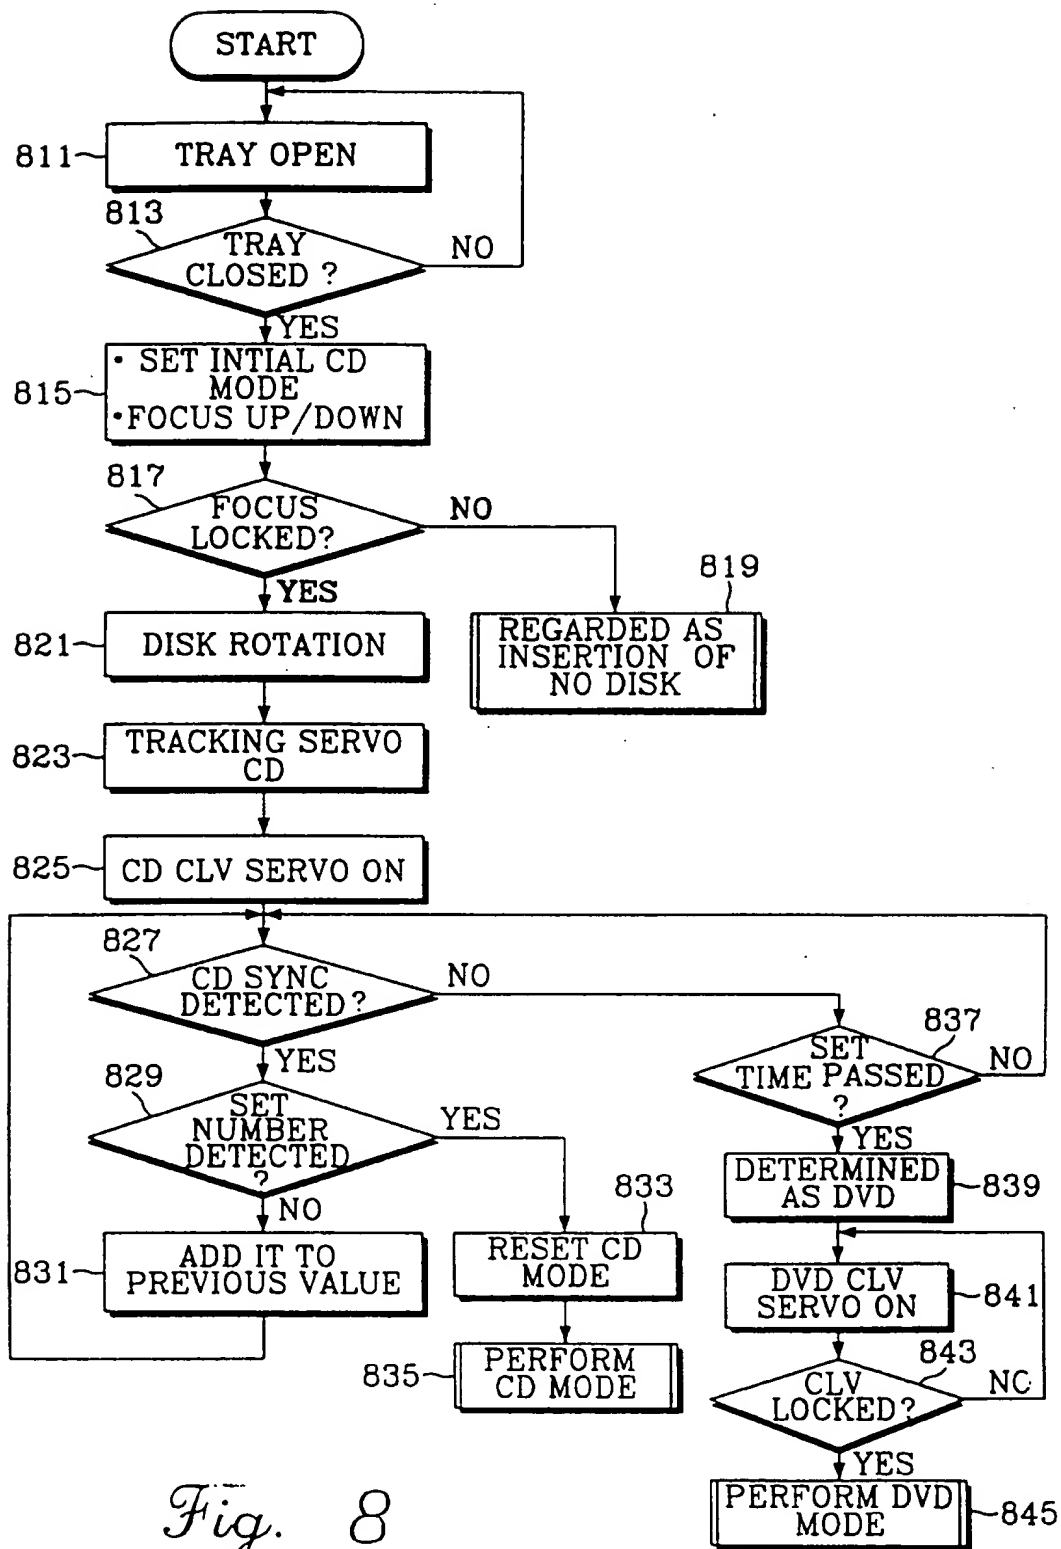 START
811
TRAY OPEN
813
TRAY
CLOSED ?
NO
YES
815
• SET INTIAL CD
MODE
•FOCUS UP/DOWN
817
FOCUS
LOCKED?
NO
YES
819
REGARDED AS
INSERTION OF
NO DISK
821
DISK ROTATION
823
TRACKING SERVO
CD
825
CD CLV SERVO ON
827
CD SYNC
DETECTED?
NO
YES
837
SET
TIME PASSED
?
NO
YES
829
SET
NUMBER
DETECTED
?
YES
NO
839
DETERMINED
AS DVD
831
ADD IT TO
PREVIOUS VALUE
833
RESET CD
MODE
841
DVD CLV
SERVO ON
835
PERFORM
CD MODE
843
CLV
LOCKED?
NO
YES
845
PERFORM DVD
MODE
Fig. 8